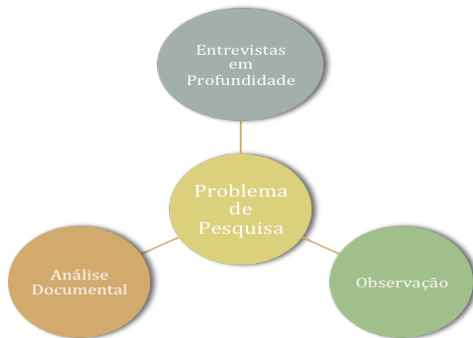 Entrevistas
em
Profundidade
Problema
de
Pesquisa
Análise
Documental
Observação